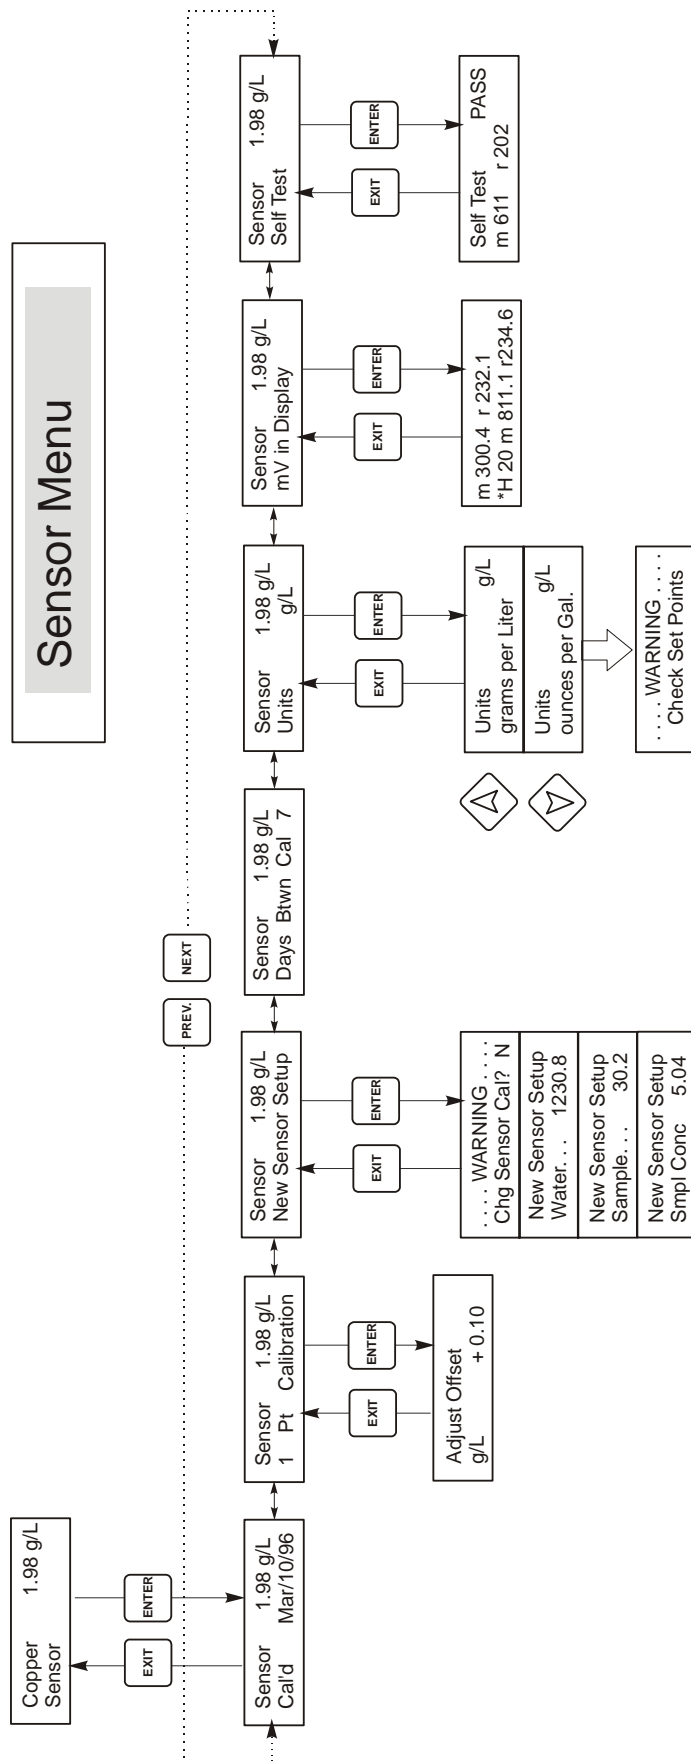 Sensor Menu
Copper 1.98 g/L
Sensor
EXIT
ENTER
PREV.
NEXT
Sensor 1.98 g/L
Cal'd Mar/10/96
Sensor 1.98 g/L
1 Pt Calibration
EXIT
ENTER
Adjust Offset
g/L + 0.10
Sensor 1.98 g/L
New Sensor Setup
EXIT
ENTER
. . . . WARNING . . . .
Chg Sensor Cal? N
New Sensor Setup
Water. . . 1230.8
New Sensor Setup
Sample. . . 30.2
New Sensor Setup
Smpl Conc 5.04
Sensor 1.98 g/L
Days Btwn Cal 7
Sensor 1.98 g/L
Units g/L
EXIT
ENTER
Units g/L
grams per Liter
Units g/L
ounces per Gal.
. . . . WARNING . . . .
Check Set Points
Sensor 1.98 g/L
mV in Display
EXIT
ENTER
m 300.4 r 232.1
*H 20 m 811.1 r234.6
Sensor 1.98 g/L
Self Test
EXIT
ENTER
Self Test PASS
m 611 r 202